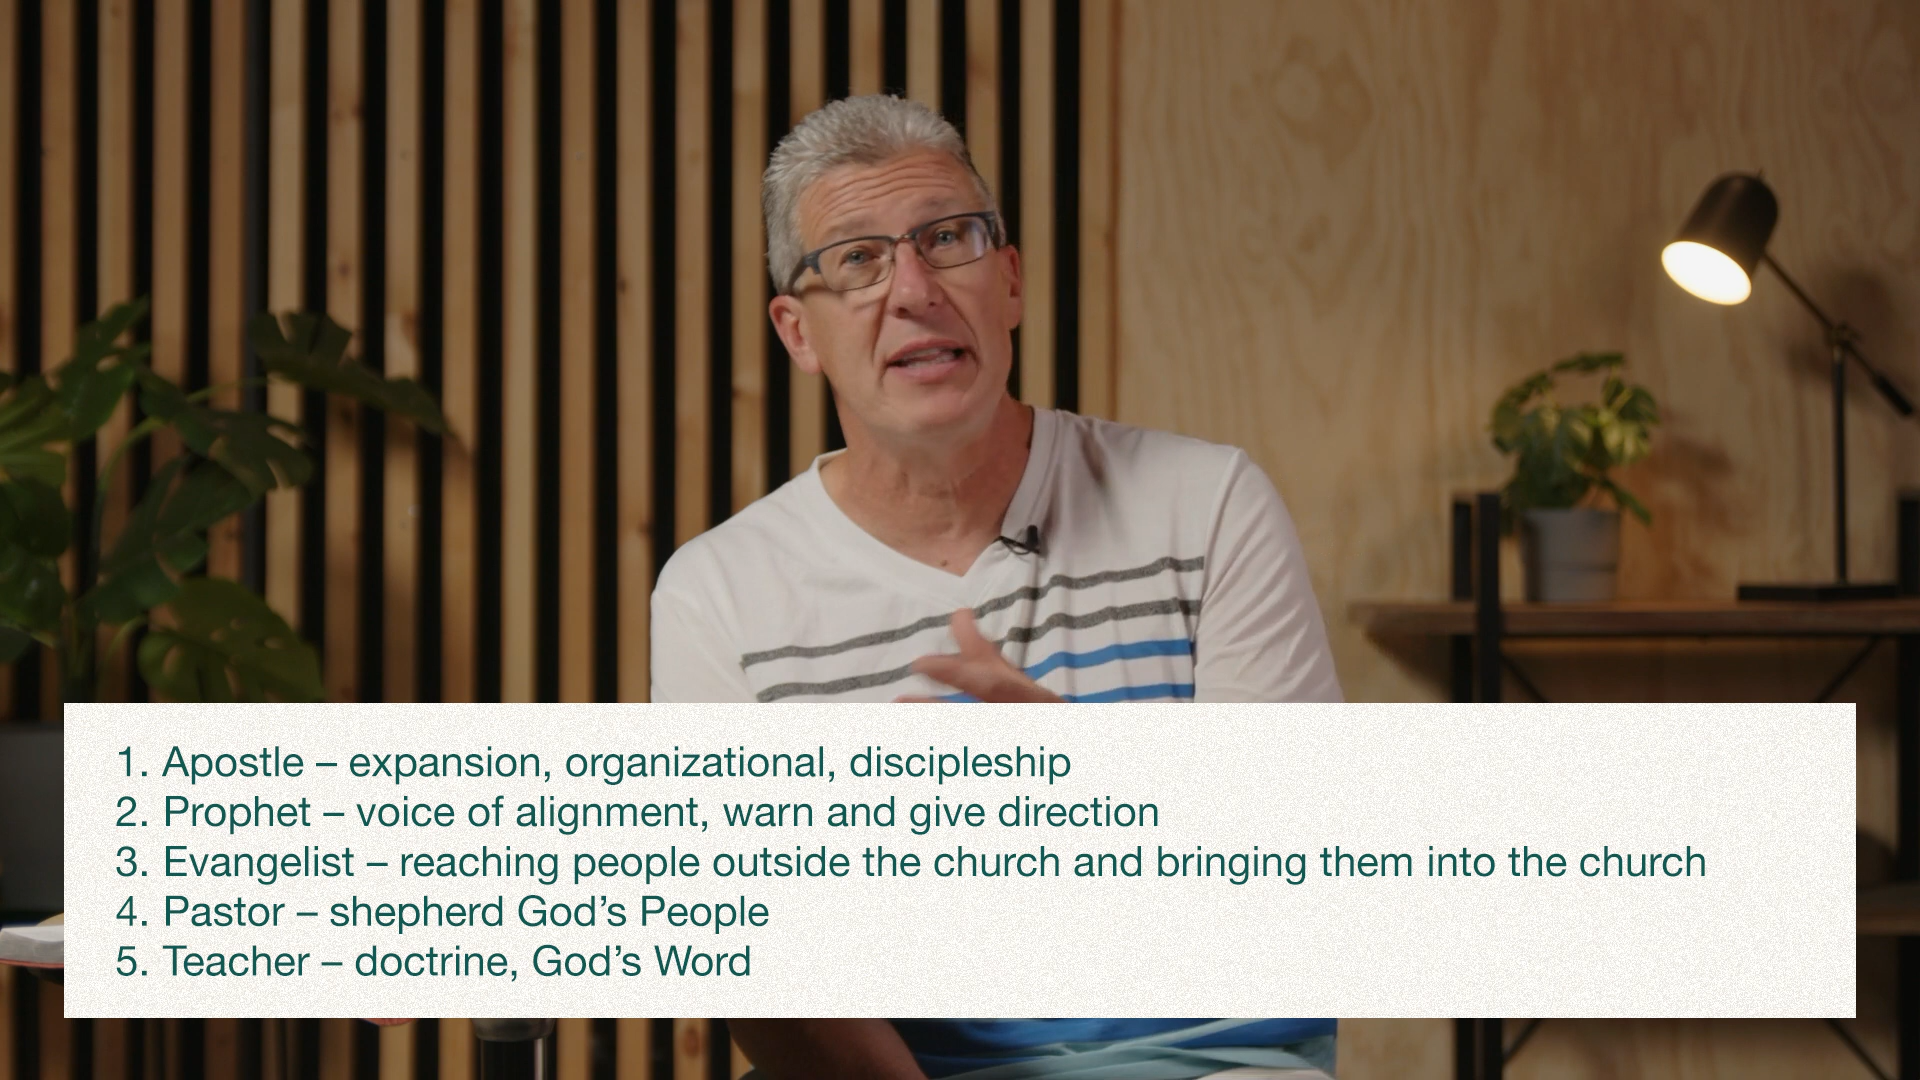 1. Apostle – expansion, organizational, discipleship
2. Prophet – voice of alignment, warn and give direction
3. Evangelist – reaching people outside the church and bringing them into the church
4. Pastor – shepherd God’s People
5. Teacher – doctrine, God’s Word